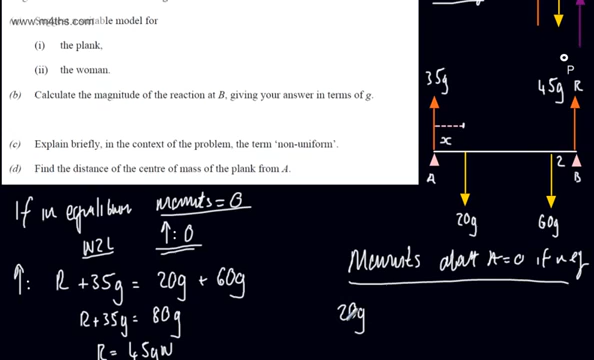 www.m4ths.com able model for
(i) the plank,
(ii) the woman.
(b) Calculate the magnitude of the reaction at B, giving your answer in terms of g.
(c) Explain briefly, in the context of the problem, the term 'non-uniform'.
(d) Find the distance of the centre of mass of the plank from A.
P
35g
45g R
x
2
A
B
20g
60g
If in equilibrium moments = 0
N2L
↑: 0
↑: R + 35g = 20g + 60g
R + 35g = 80g
R = 45g N
Moments about A = 0 if in eq
20g